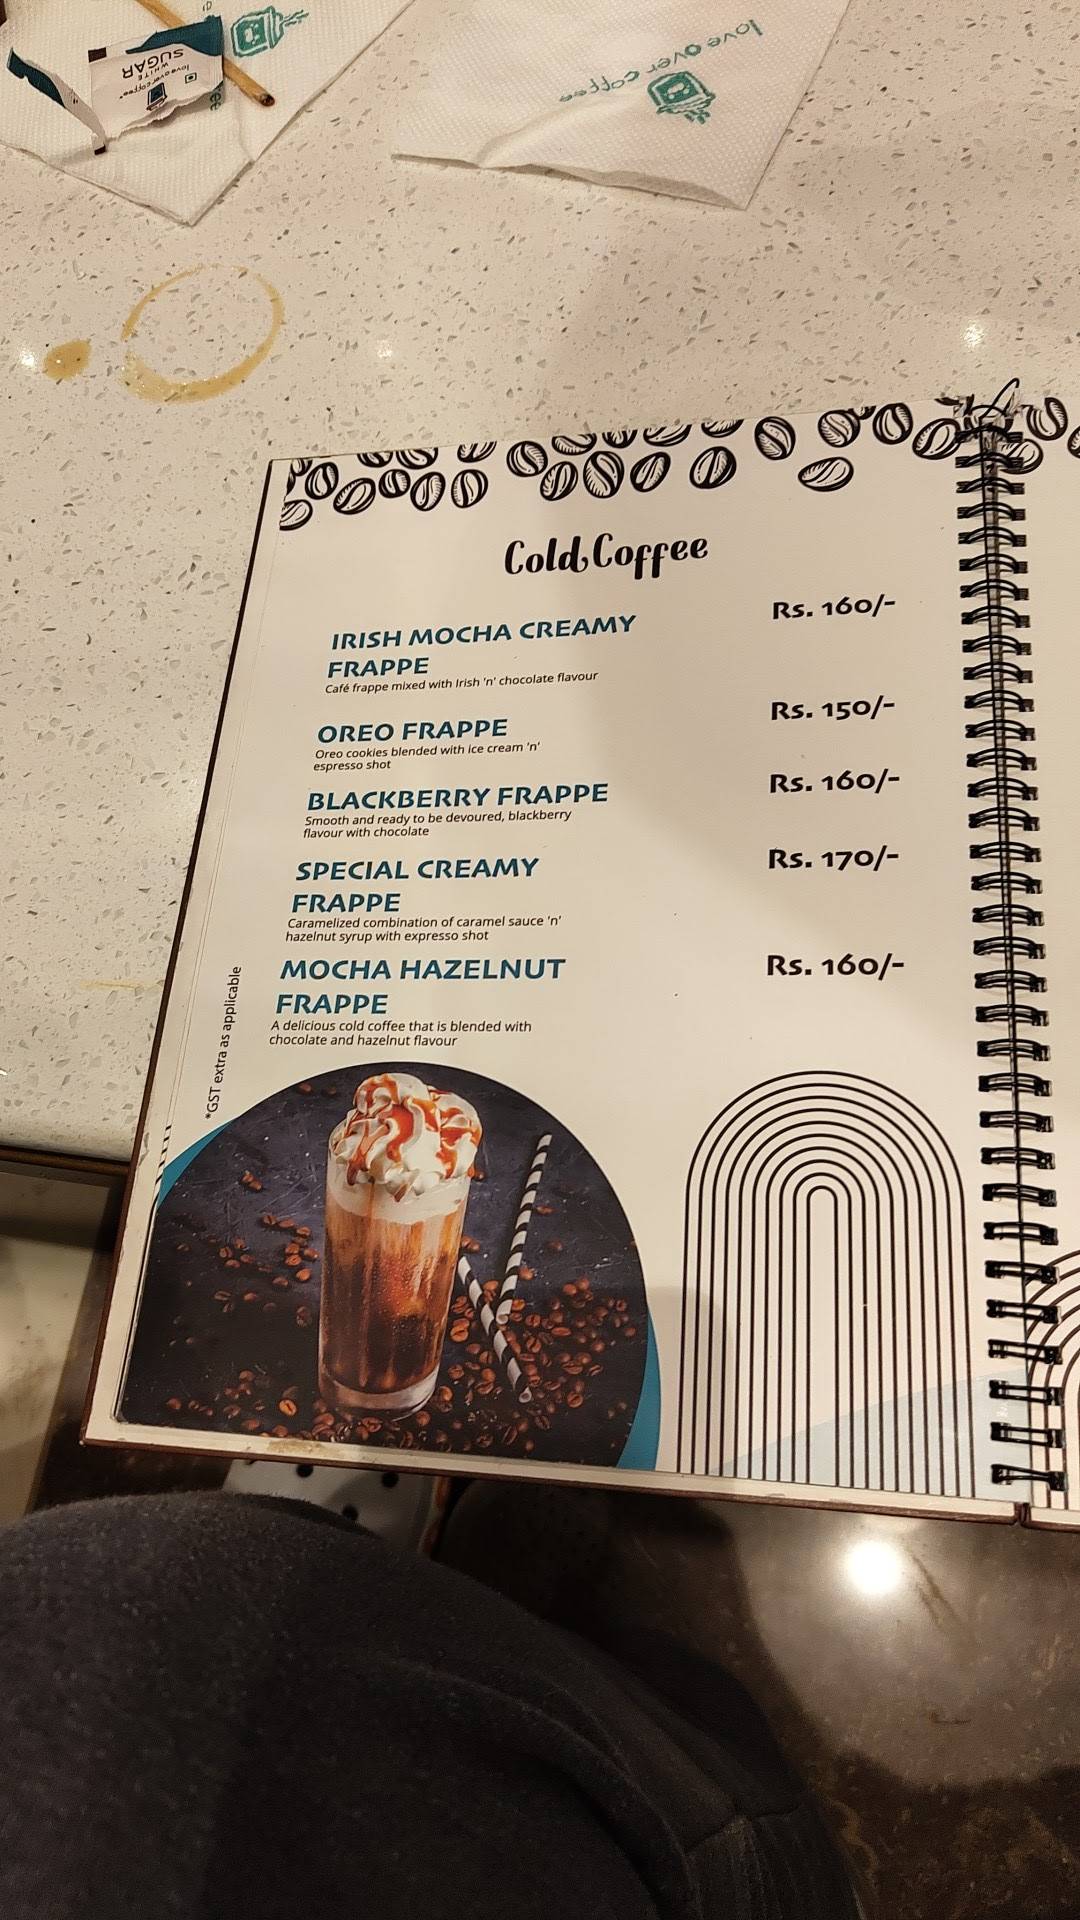 WHITE
SUGAR
love over coffee
love over coffee
Cold Coffee
IRISH MOCHA CREAMY Rs. 160/-
FRAPPE
Café frappe mixed with Irish 'n' chocolate flavour
OREO FRAPPE Rs. 150/-
Oreo cookies blended with ice cream 'n'
espresso shot
BLACKBERRY FRAPPE Rs. 160/-
Smooth and ready to be devoured, blackberry
flavour with chocolate
SPECIAL CREAMY Rs. 170/-
FRAPPE
Caramelized combination of caramel sauce 'n'
hazelnut syrup with expresso shot
MOCHA HAZELNUT Rs. 160/-
FRAPPE
A delicious cold coffee that is blended with
chocolate and hazelnut flavour
*GST extra as applicable